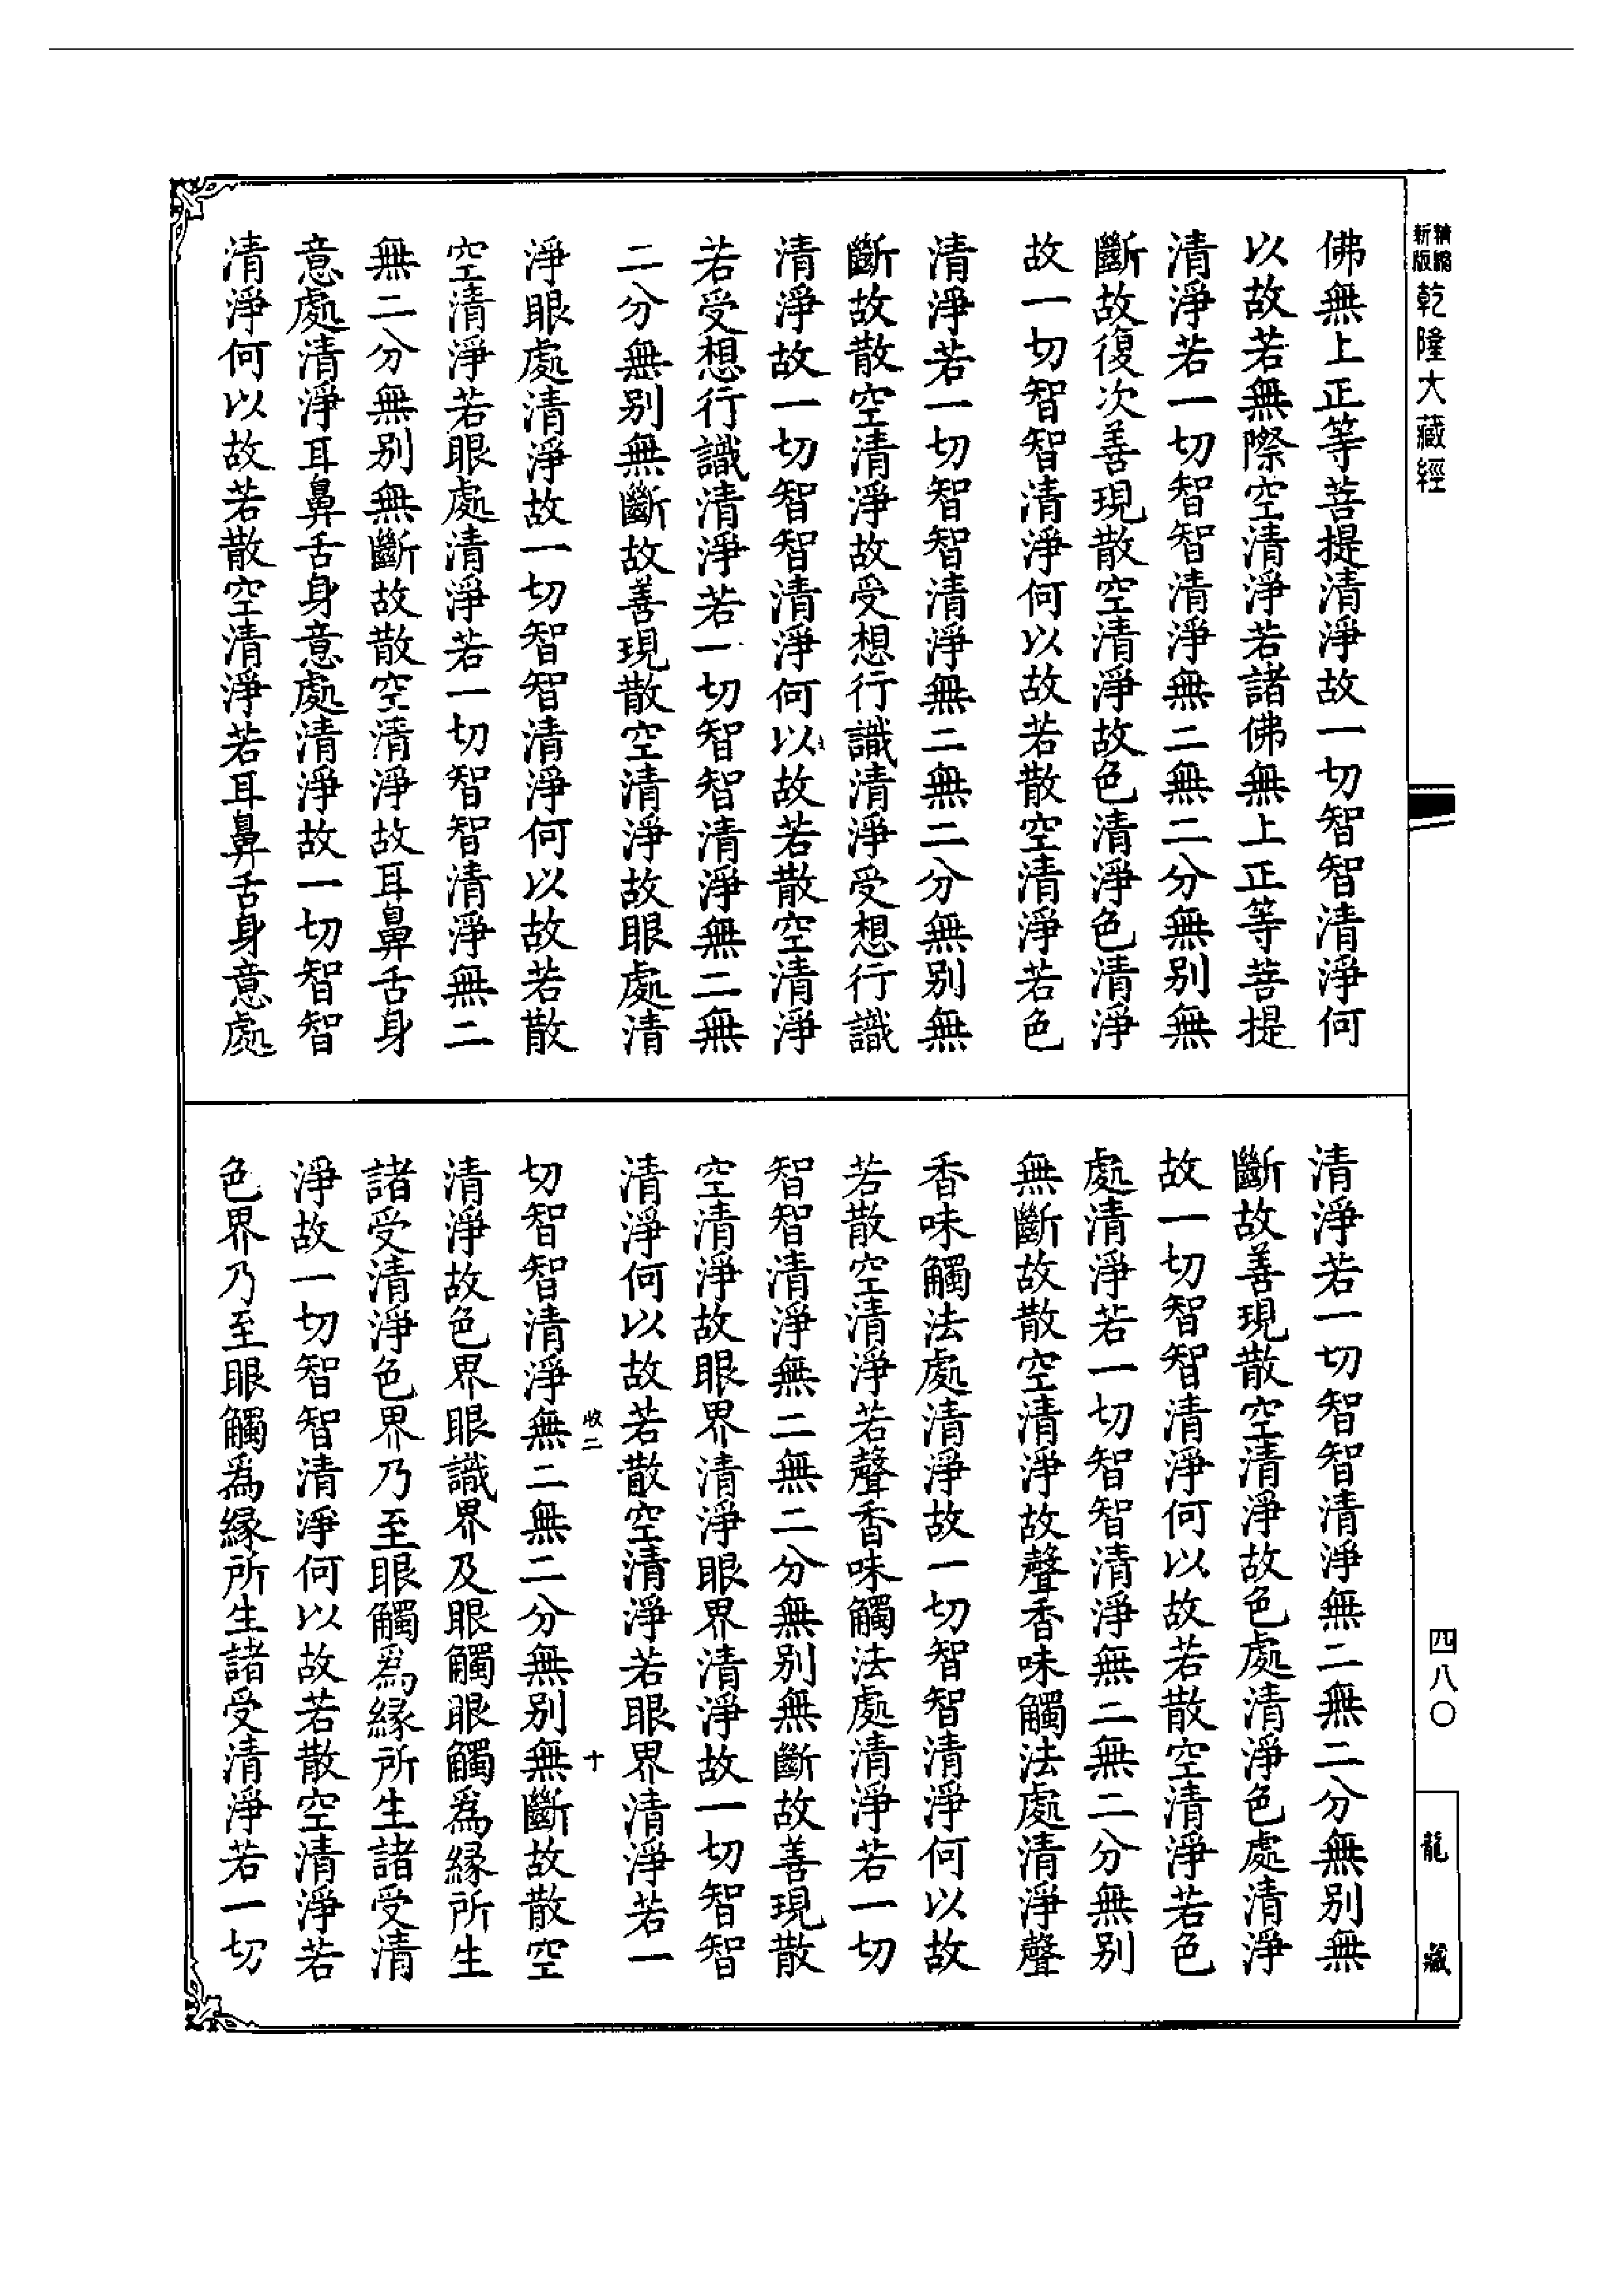 精縮新版乾隆大藏經
佛無上正等菩提清淨故一切智智清淨何
以故若無際空清淨若諸佛無上正等菩提
清淨若一切智智清淨無二無二分無別無
斷故復次善現散空清淨故色清淨色清淨
故一切智智清淨何以故若散空清淨若色
清淨若一切智智清淨無二無二分無別無
斷故散空清淨故受想行識清淨受想行識
清淨故一切智智清淨何以故若散空清淨
若受想行識清淨若一切智智清淨無二無
二分無別無斷故善現散空清淨故眼處清
淨眼處清淨故一切智智清淨何以故若散
空清淨若眼處清淨若一切智智清淨無二
無二分無別無斷故散空清淨故耳鼻舌身
意處清淨耳鼻舌身意處清淨故一切智智
清淨何以故若散空清淨若耳鼻舌身意處
清淨若一切智智清淨無二無二分無別無
斷故善現散空清淨故色處清淨色處清淨
故一切智智清淨何以故若散空清淨若色
處清淨若一切智智清淨無二無二分無別
無斷故散空清淨故聲香味觸法處清淨聲
香味觸法處清淨故一切智智清淨何以故
若散空清淨若聲香味觸法處清淨若一切
智智清淨無二無二分無別無斷故善現散
空清淨故眼界清淨眼界清淨故一切智智
清淨何以故若散空清淨若眼界清淨若一
收二 十
切智智清淨無二無二分無別無斷故散空
清淨故色界眼識界及眼觸眼觸爲緣所生
諸受清淨色界乃至眼觸爲緣所生諸受清
淨故一切智智清淨何以故若散空清淨若
色界乃至眼觸爲緣所生諸受清淨若一切
四八〇
龍藏